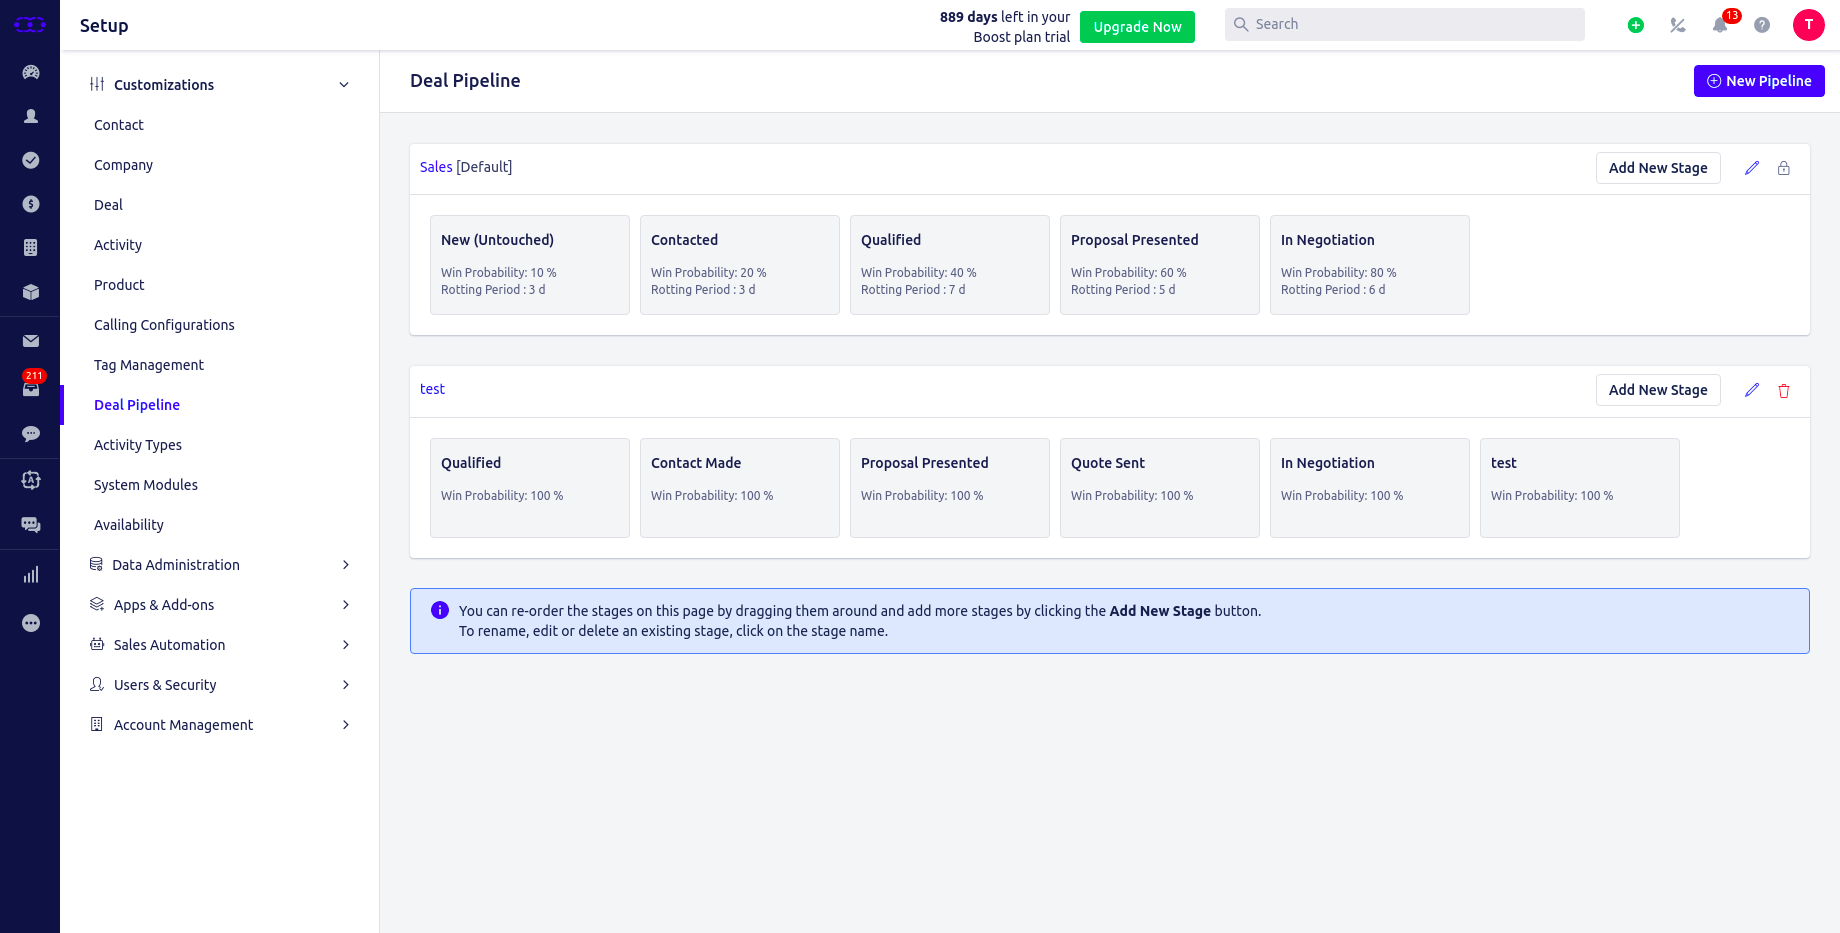 Setup
889 days left in your
Boost plan trial
Upgrade Now
Search
13
T
211
Customizations
Contact
Company
Deal
Activity
Product
Calling Configurations
Tag Management
Deal Pipeline
Activity Types
System Modules
Availability
Data Administration
Apps & Add-ons
Sales Automation
Users & Security
Account Management
Deal Pipeline
New Pipeline
Sales [Default]
Add New Stage
New (Untouched)
Win Probability: 10 %
Rotting Period : 3 d
Contacted
Win Probability: 20 %
Rotting Period : 3 d
Qualified
Win Probability: 40 %
Rotting Period : 7 d
Proposal Presented
Win Probability: 60 %
Rotting Period : 5 d
In Negotiation
Win Probability: 80 %
Rotting Period : 6 d
test
Add New Stage
Qualified
Win Probability: 100 %
Contact Made
Win Probability: 100 %
Proposal Presented
Win Probability: 100 %
Quote Sent
Win Probability: 100 %
In Negotiation
Win Probability: 100 %
test
Win Probability: 100 %
You can re-order the stages on this page by dragging them around and add more stages by clicking the Add New Stage button.
To rename, edit or delete an existing stage, click on the stage name.